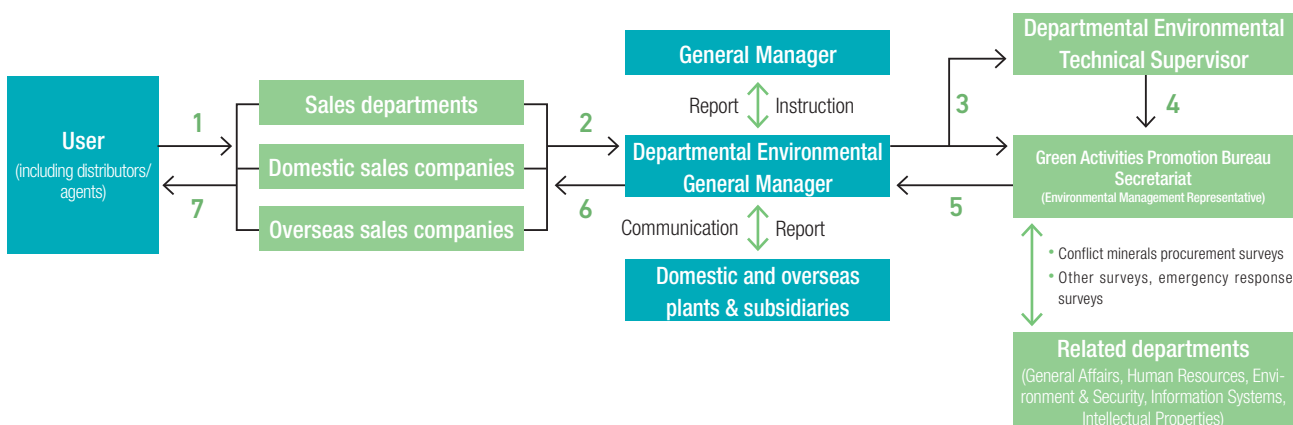 User
(including distributors/
agents)
1
7
Sales departments
Domestic sales companies
Overseas sales companies
2
6
General Manager
Report
Instruction
Departmental Environmental
General Manager
Communication
Report
Domestic and overseas
plants & subsidiaries
3
5
Departmental Environmental
Technical Supervisor
4
Green Activities Promotion Bureau
Secretariat
(Environmental Management Representative)
• Conflict minerals procurement surveys
• Other surveys, emergency response
surveys
Related departments
(General Affairs, Human Resources, Envi-
ronment & Security, Information Systems,
Intellectual Properties)